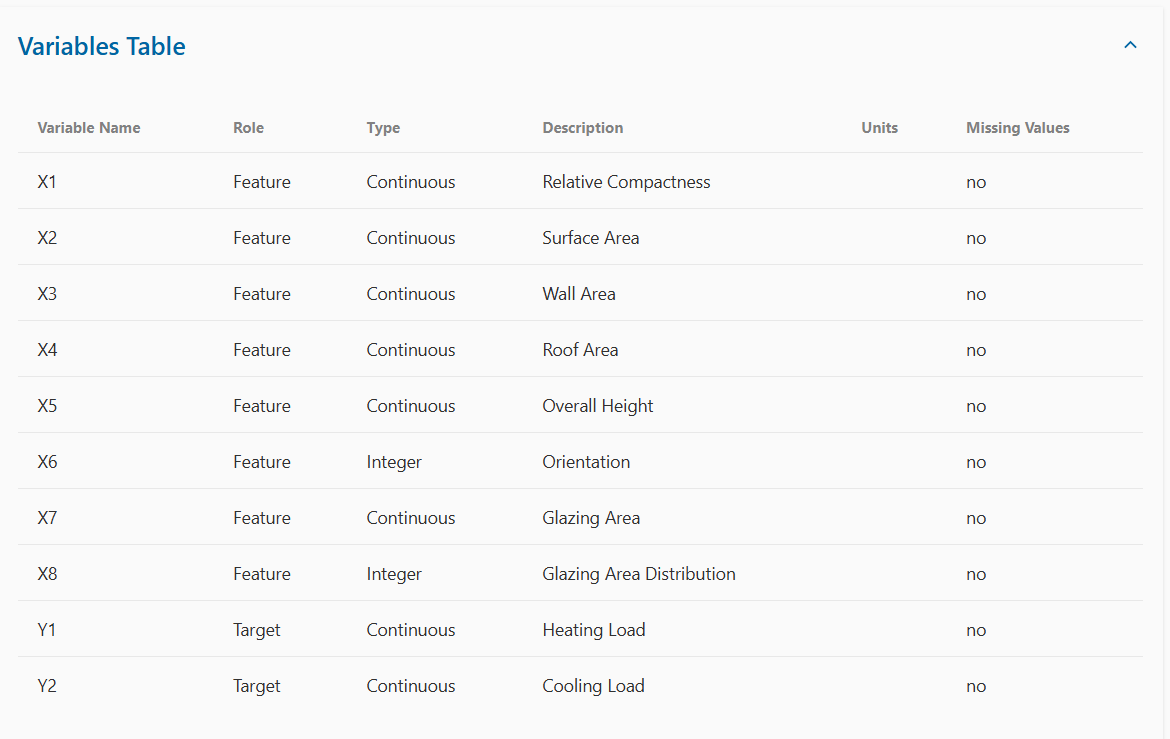 Variables Table
Variable Name Role Type Description Units Missing Values
X1 Feature Continuous Relative Compactness no
X2 Feature Continuous Surface Area no
X3 Feature Continuous Wall Area no
X4 Feature Continuous Roof Area no
X5 Feature Continuous Overall Height no
X6 Feature Integer Orientation no
X7 Feature Continuous Glazing Area no
X8 Feature Integer Glazing Area Distribution no
Y1 Target Continuous Heating Load no
Y2 Target Continuous Cooling Load no